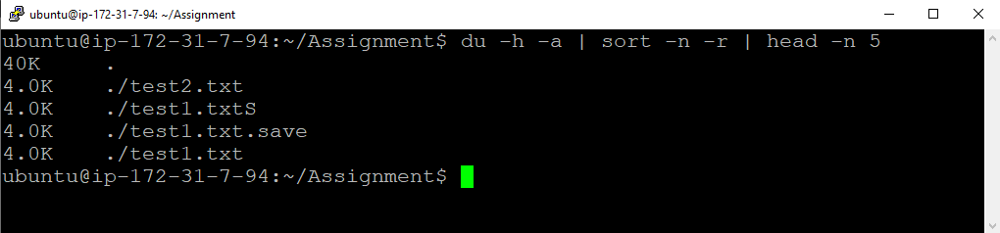 ubuntu@ip-172-31-7-94: ~/Assignment
ubuntu@ip-172-31-7-94:~/Assignment$ du -h -a | sort -n -r | head -n 5
40K     .
4.0K    ./test2.txt
4.0K    ./test1.txtS
4.0K    ./test1.txt.save
4.0K    ./test1.txt
ubuntu@ip-172-31-7-94:~/Assignment$